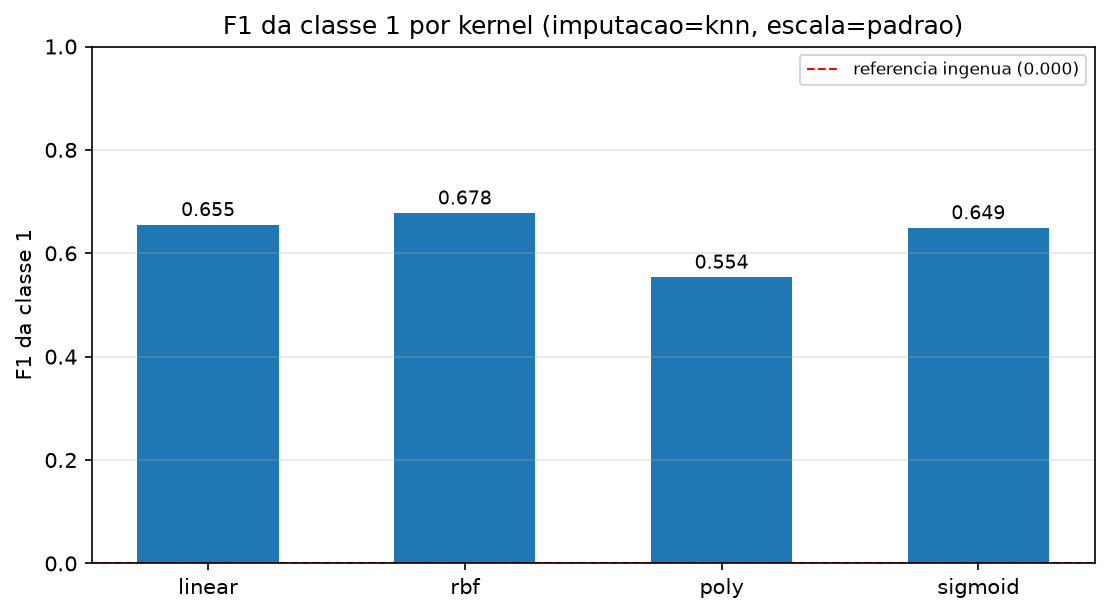 F1 da classe 1 por kernel (imputacao=knn, escala=padrao)
referencia ingenua (0.000)
F1 da classe 1
1.0
0.8
0.6
0.4
0.2
0.0
0.655
0.678
0.554
0.649
linear
rbf
poly
sigmoid